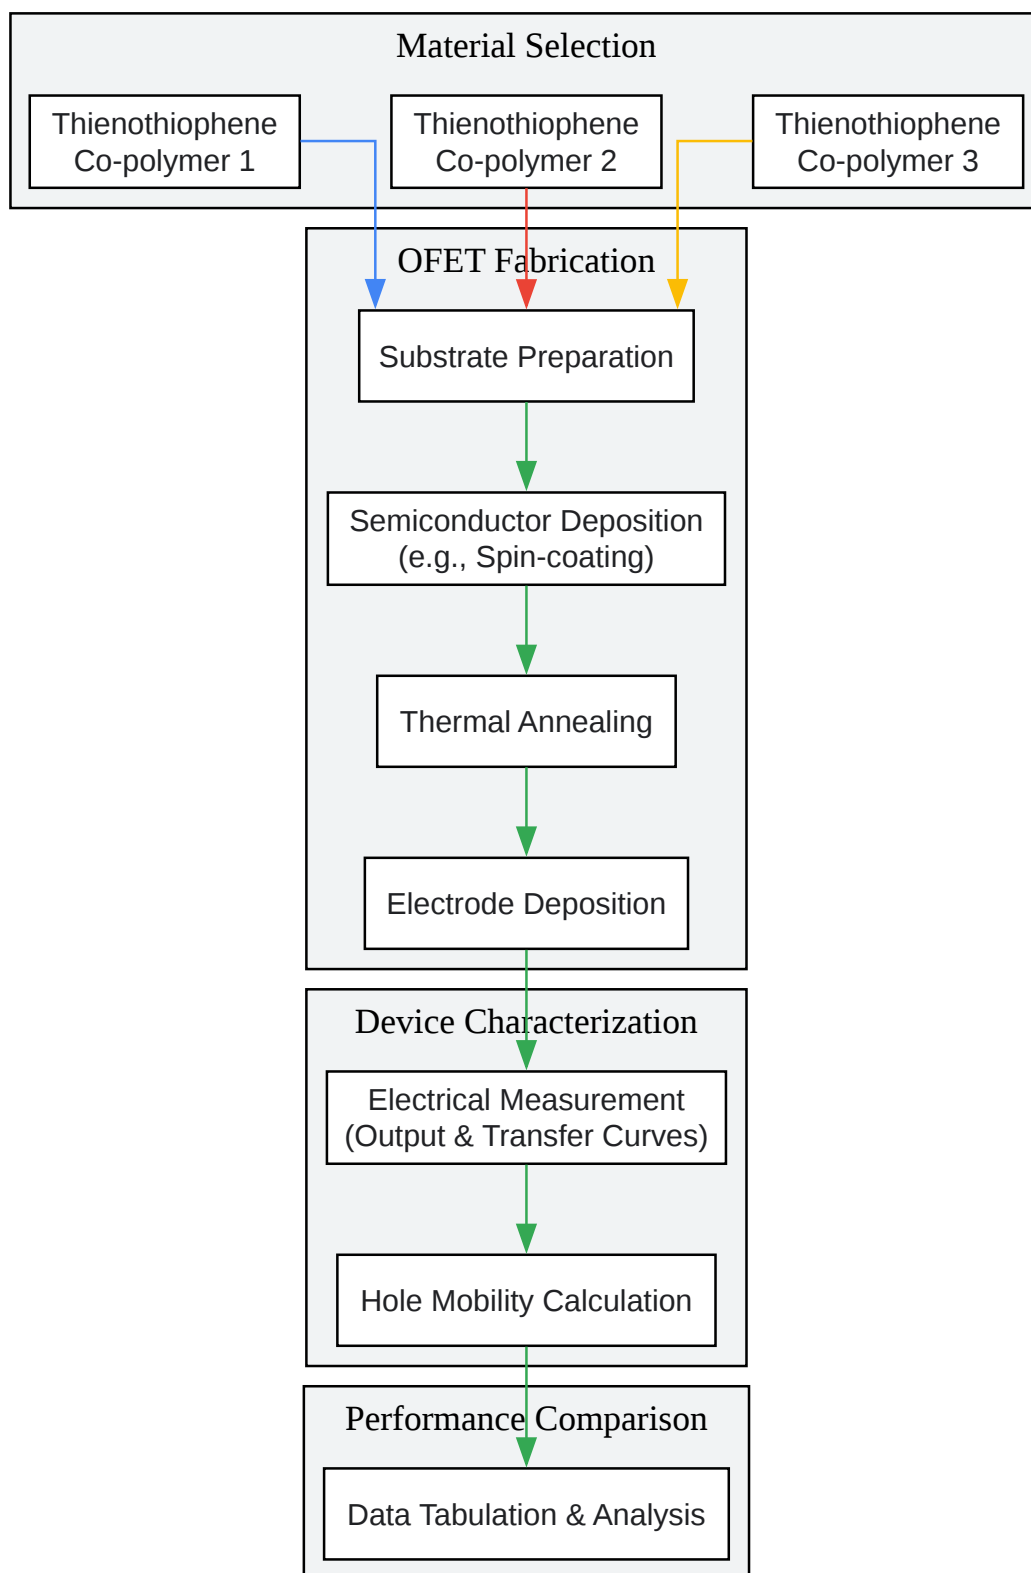 Material Selection
Thienothiophene
Co-polymer 1
Thienothiophene
Co-polymer 2
Thienothiophene
Co-polymer 3
OFET Fabrication
Substrate Preparation
Semiconductor Deposition
(e.g., Spin-coating)
Thermal Annealing
Electrode Deposition
Device Characterization
Electrical Measurement
(Output & Transfer Curves)
Hole Mobility Calculation
Performance Comparison
Data Tabulation & Analysis